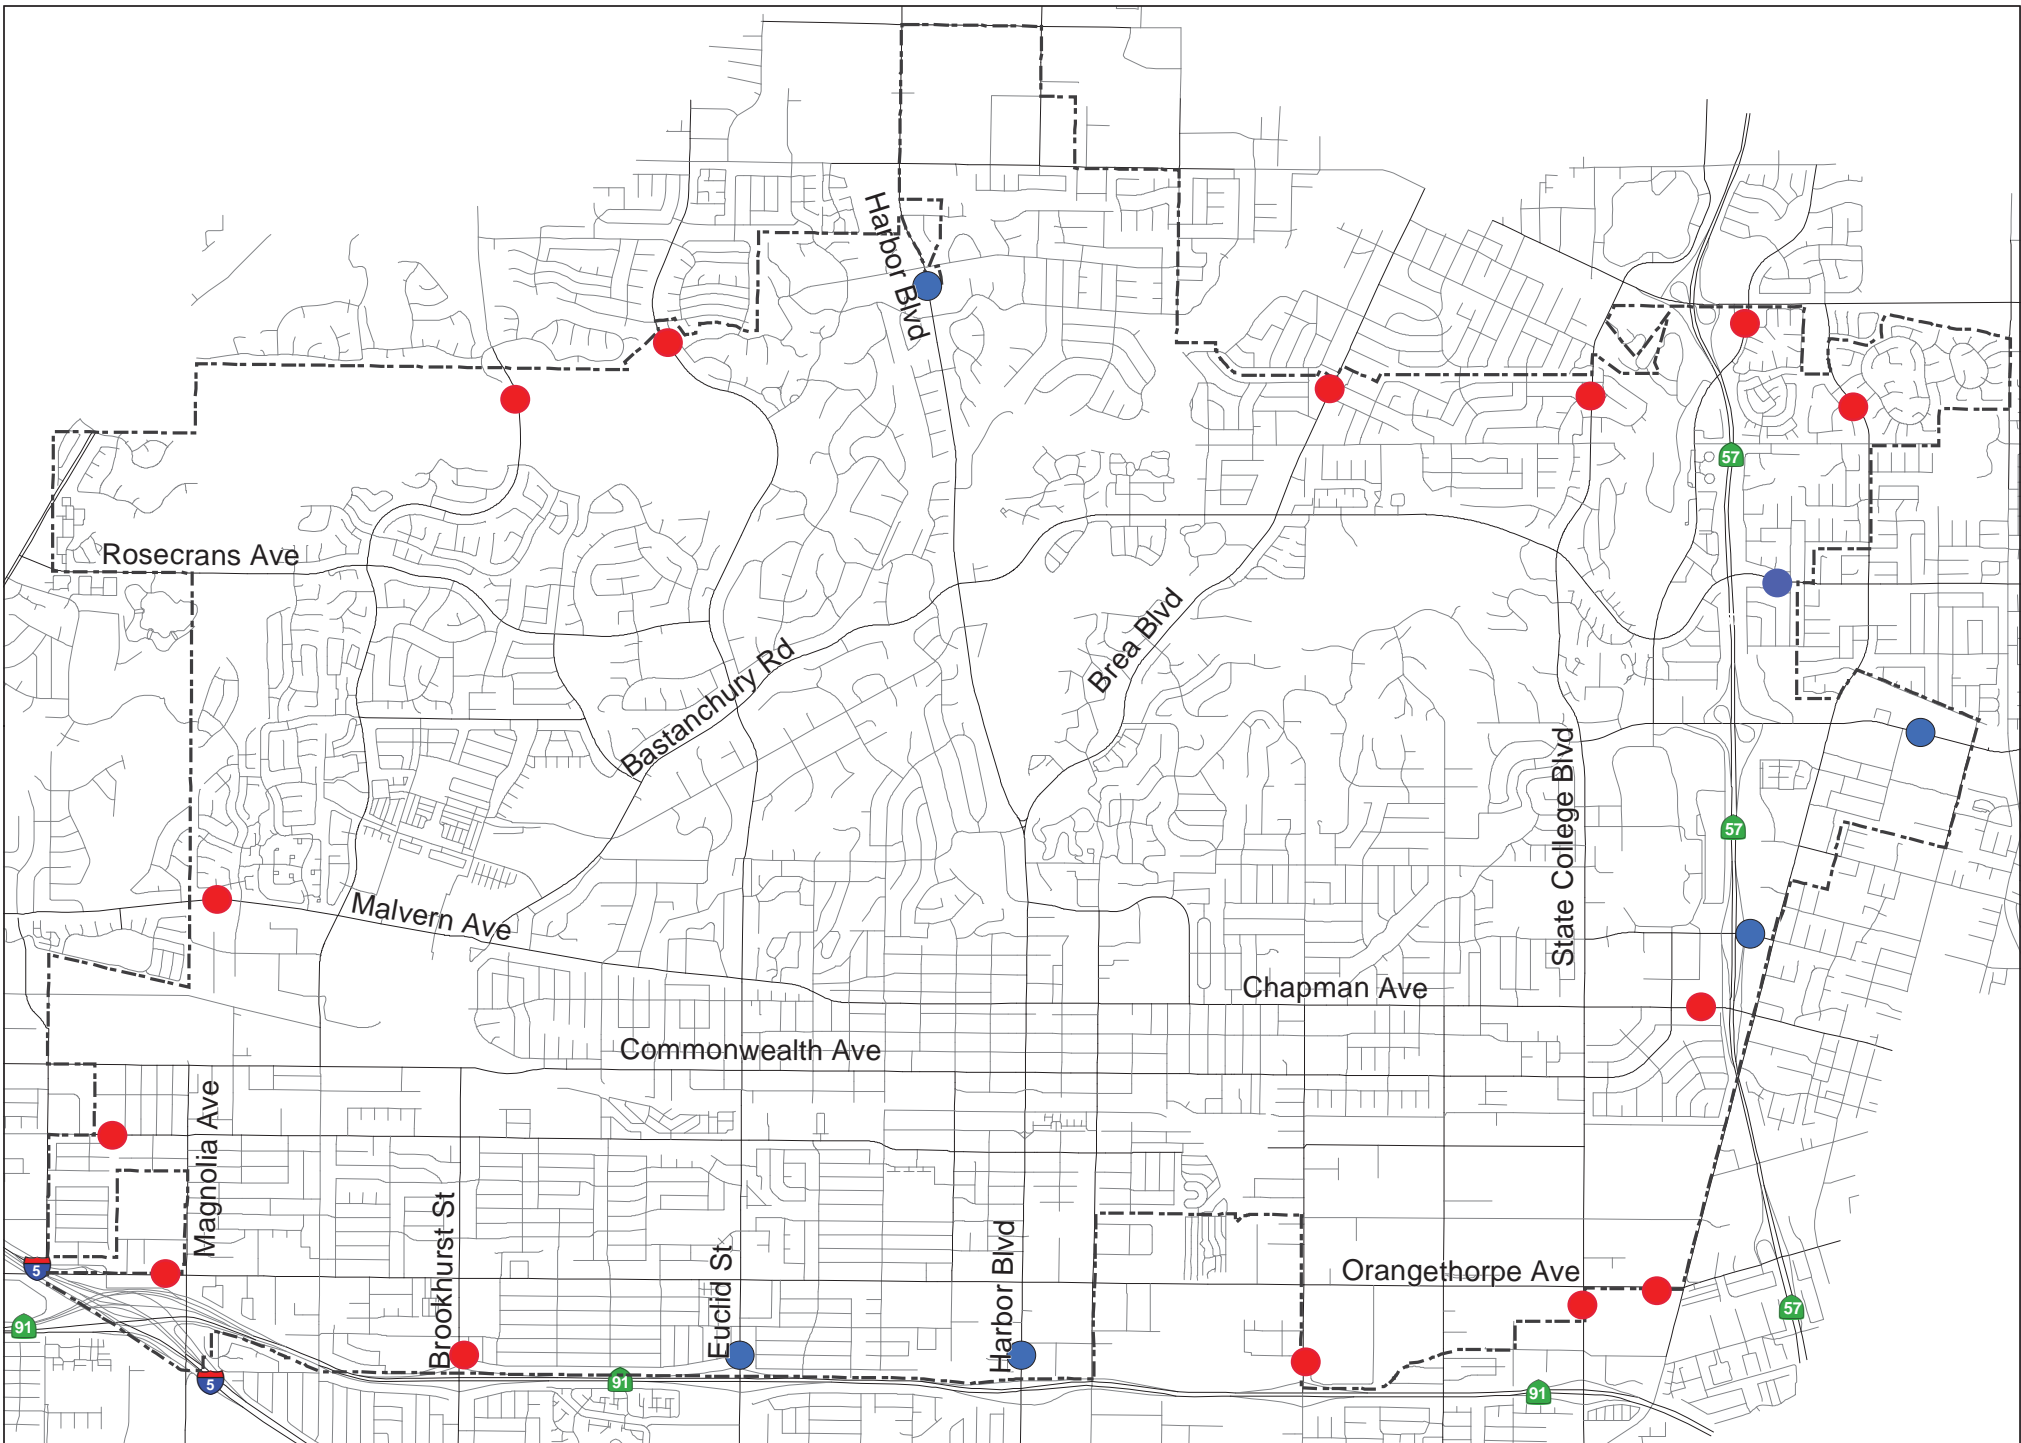 Harbor Blvd
57
Rosecrans Ave
Brea Blvd
Bastanchury Rd
State College Blvd
57
Malvern Ave
Chapman Ave
Commonwealth Ave
Magnolia Ave
Brookhurst St
Euclid St
Harbor Blvd
Orangethorpe Ave
5
57
91
5
91
91